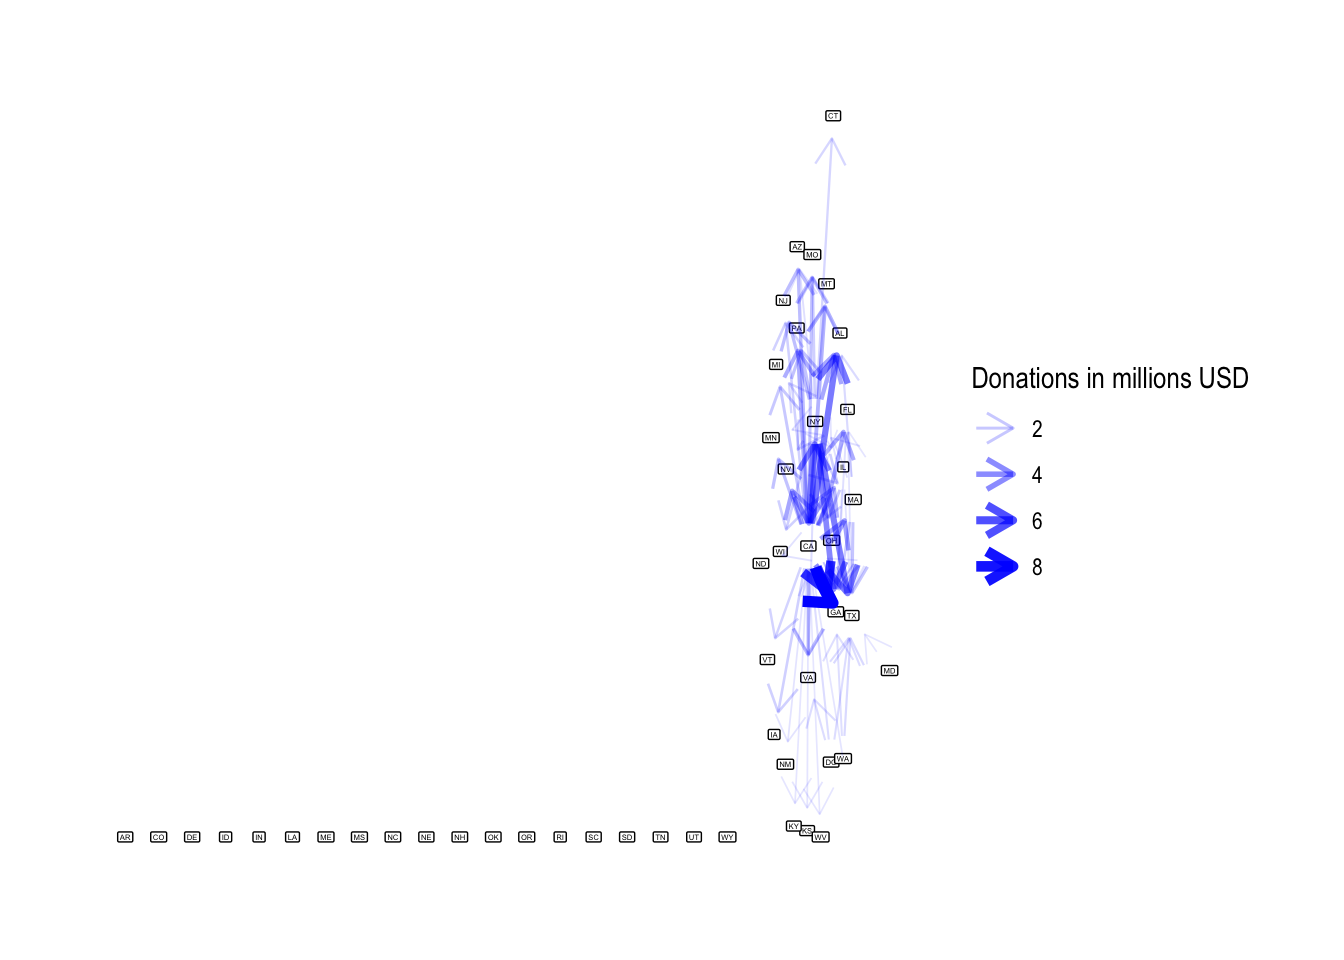 CT
AZ
MO
MT
NJ
PA
AL
MI
Donations in millions USD
FL
NY
2
MN
NV
IL
4
MA
6
OH
CA
WI
ND
8
GA
TX
VT
MD
VA
IA
NM
DC
WA
KY
KS
WV
AR CO DE ID IN LA ME MS NC NE NH OK OR RI SC SD TN UT WY